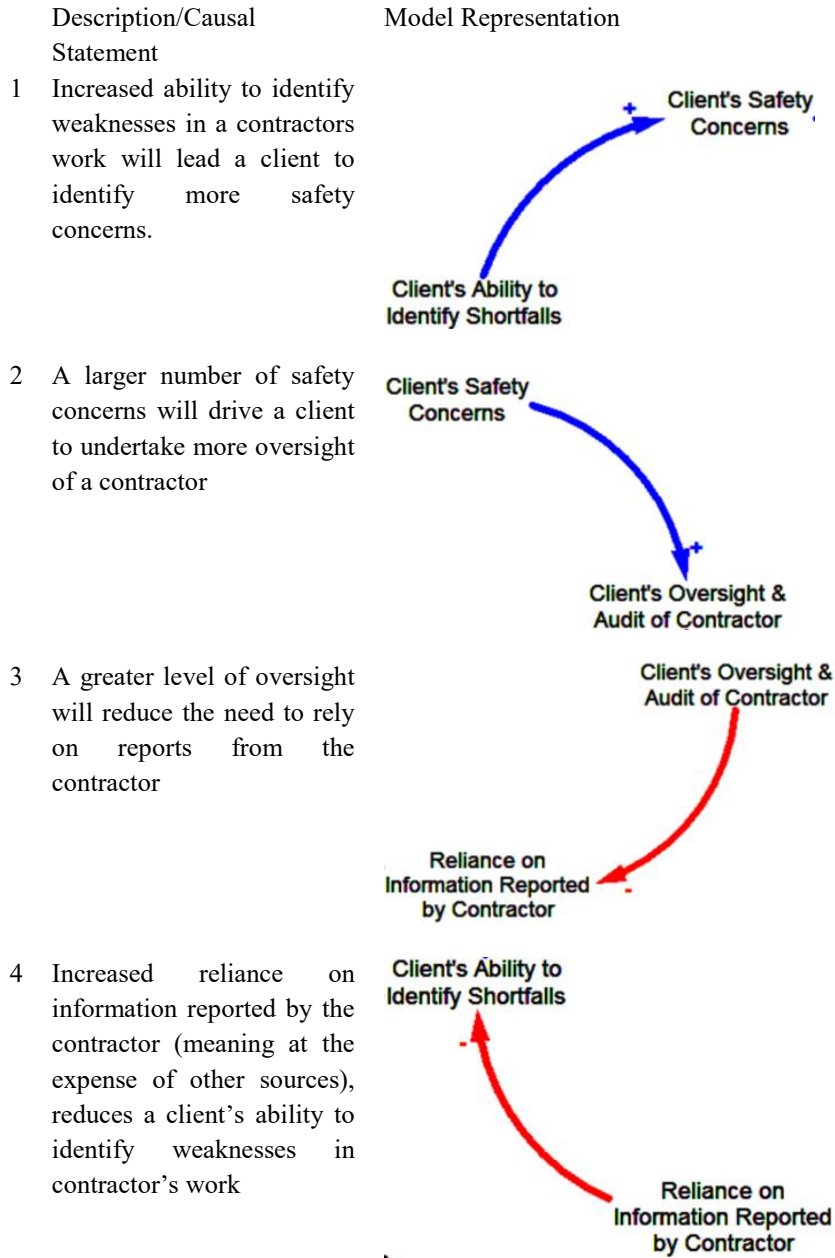 Description/Causal Statement
Model Representation
1 Increased ability to identify
weaknesses in a contractors
work will lead a client to
identify more safety
concerns.
+
Client's Safety
Concerns
Client's Ability to
Identify Shortfalls
2 A larger number of safety
concerns will drive a client
to undertake more oversight
of a contractor
Client's Safety
Concerns
+
Client's Oversight &
Audit of Contractor
3 A greater level of oversight
will reduce the need to rely
on reports from the
contractor
Client's Oversight &
Audit of Contractor
Reliance on
Information Reported
by Contractor
-
4 Increased reliance on
information reported by the
contractor (meaning at the
expense of other sources),
reduces a client’s ability to
identify weaknesses in
contractor’s work
Client's Ability to
Identify Shortfalls
-
Reliance on
Information Reported
by Contractor